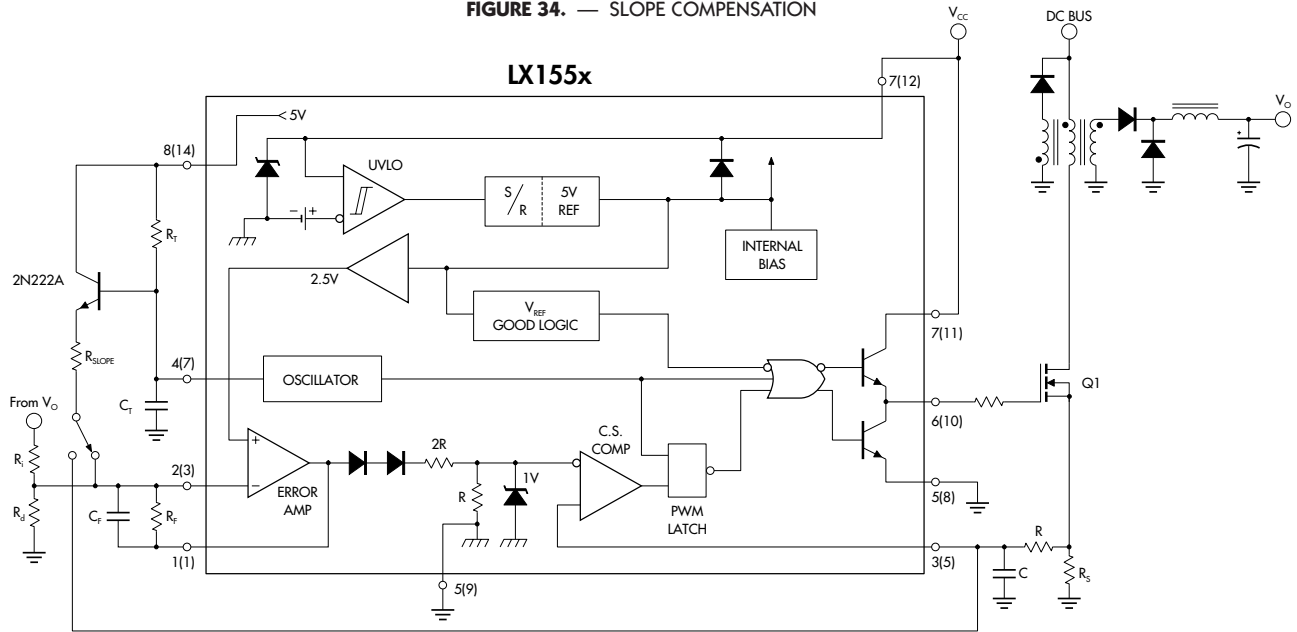 FIGURE 34. — SLOPE COMPENSATION
V_CC
DC BUS
LX155x
7(12)
V_O
< 5V
8(14)
UVLO
S/R
5V REF
INTERNAL BIAS
R_T
2N222A
2.5V
V_REF GOOD LOGIC
7(11)
R_SLOPE
4(7)
OSCILLATOR
Q1
From V_O
C_T
6(10)
C.S. COMP
2R
1V
R_i
2(3)
ERROR AMP
R
PWM LATCH
5(8)
R_d
C_F
R_F
1(1)
3(5)
R
C
R_S
5(9)